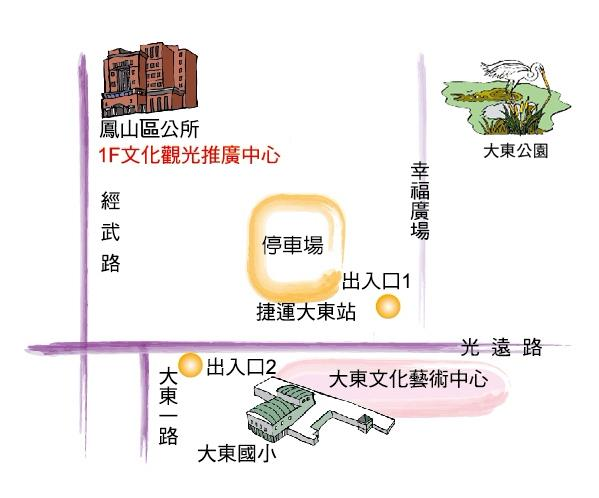 鳳山區公所
1F文化觀光推廣中心
大東公園
經武路
幸福廣場
停車場
出入口1
捷運大東站
光遠路
出入口2
大東文化藝術中心
大東一路
大東國小